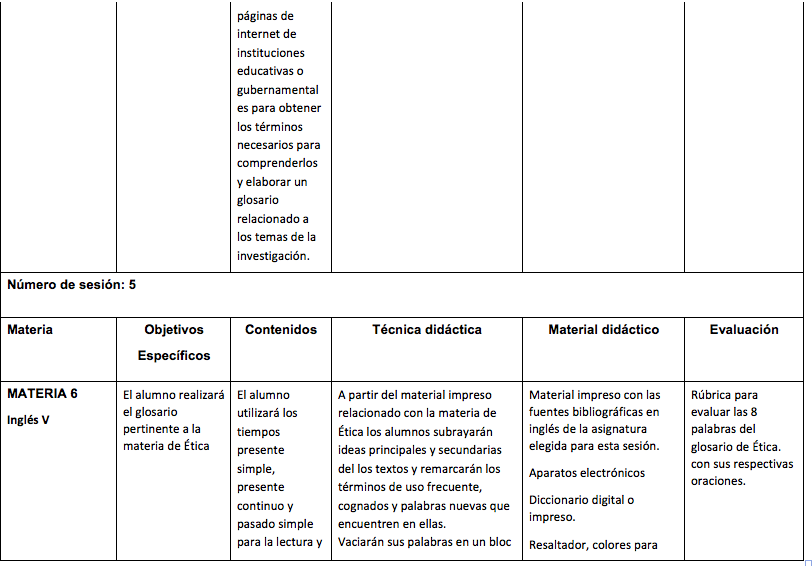 páginas de
internet de
instituciones
educativas o
gubernamental
es para obtener
los términos
necesarios para
comprenderlos
y elaborar un
glosario
relacionado a
los temas de la
investigación.
Número de sesión: 5
Materia
Objetivos
Específicos
Contenidos
Técnica didáctica
Material didáctico
Evaluación
MATERIA 6
Inglés V
El alumno realizará
el glosario
pertinente a la
materia de Ética
El alumno
utilizará los
tiempos
presente
simple,
presente
continuo y
pasado simple
para la lectura y
A partir del material impreso
relacionado con la materia de
Ética los alumnos subrayarán
ideas principales y secundarias
del los textos y remarcarán los
términos de uso frecuente,
cognados y palabras nuevas que
encuentren en ellas.
Vaciarán sus palabras en un bloc
Material impreso con las
fuentes bibliográficas en
inglés de la asignatura
elegida para esta sesión.
Aparatos electrónicos
Diccionario digital o
impreso.
Resaltador, colores para
Rúbrica para
evaluar las 8
palabras del
glosario de Ética.
con sus respectivas
oraciones.